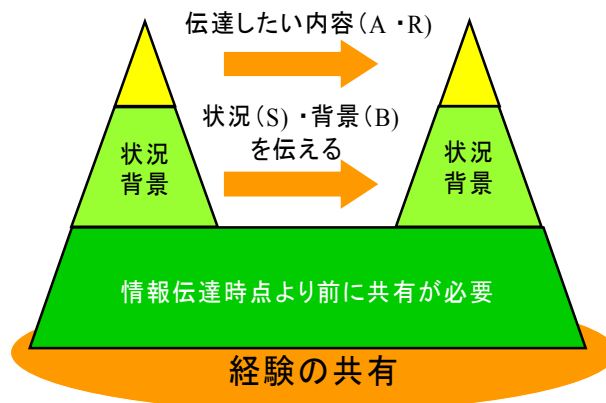 伝達したい内容(A・R)
状況(S)・背景(B)
を伝える
状況
背景
状況
背景
情報伝達時点より前に共有が必要
経験の共有